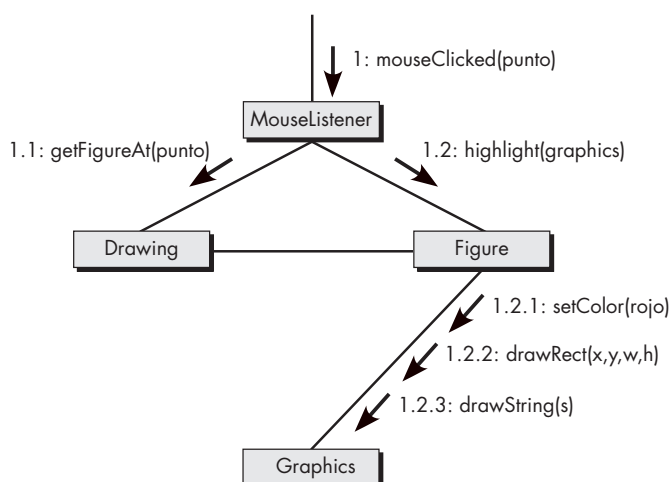 1: mouseClicked(punto)
MouseListener
1.1: getFigureAt(punto)
1.2: highlight(graphics)
Drawing
Figure
1.2.1: setColor(rojo)
1.2.2: drawRect(x,y,w,h)
1.2.3: drawString(s)
Graphics